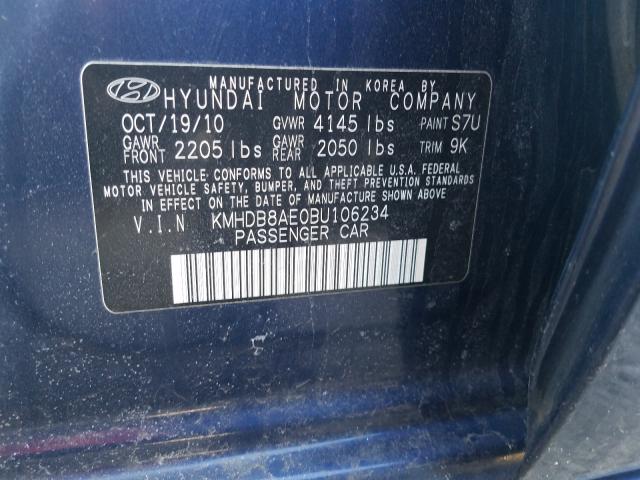 MANUFACTURED IN KOREA BY
HYUNDAI MOTOR COMPANY
OCT/19/10 GVWR 4145 lbs PAINT S7U
GAWR FRONT 2205 lbs GAWR REAR 2050 lbs TRIM 9K
THIS VEHICLE CONFORMS TO ALL APPLICABLE U.S.A. FEDERAL
MOTOR VEHICLE SAFETY, BUMPER, AND THEFT PREVENTION
STANDARDS IN EFFECT ON THE DATE OF MANUFACTURE SHOWN ABOVE
V.I.N KMHDB8AE0BU106234
PASSENGER CAR